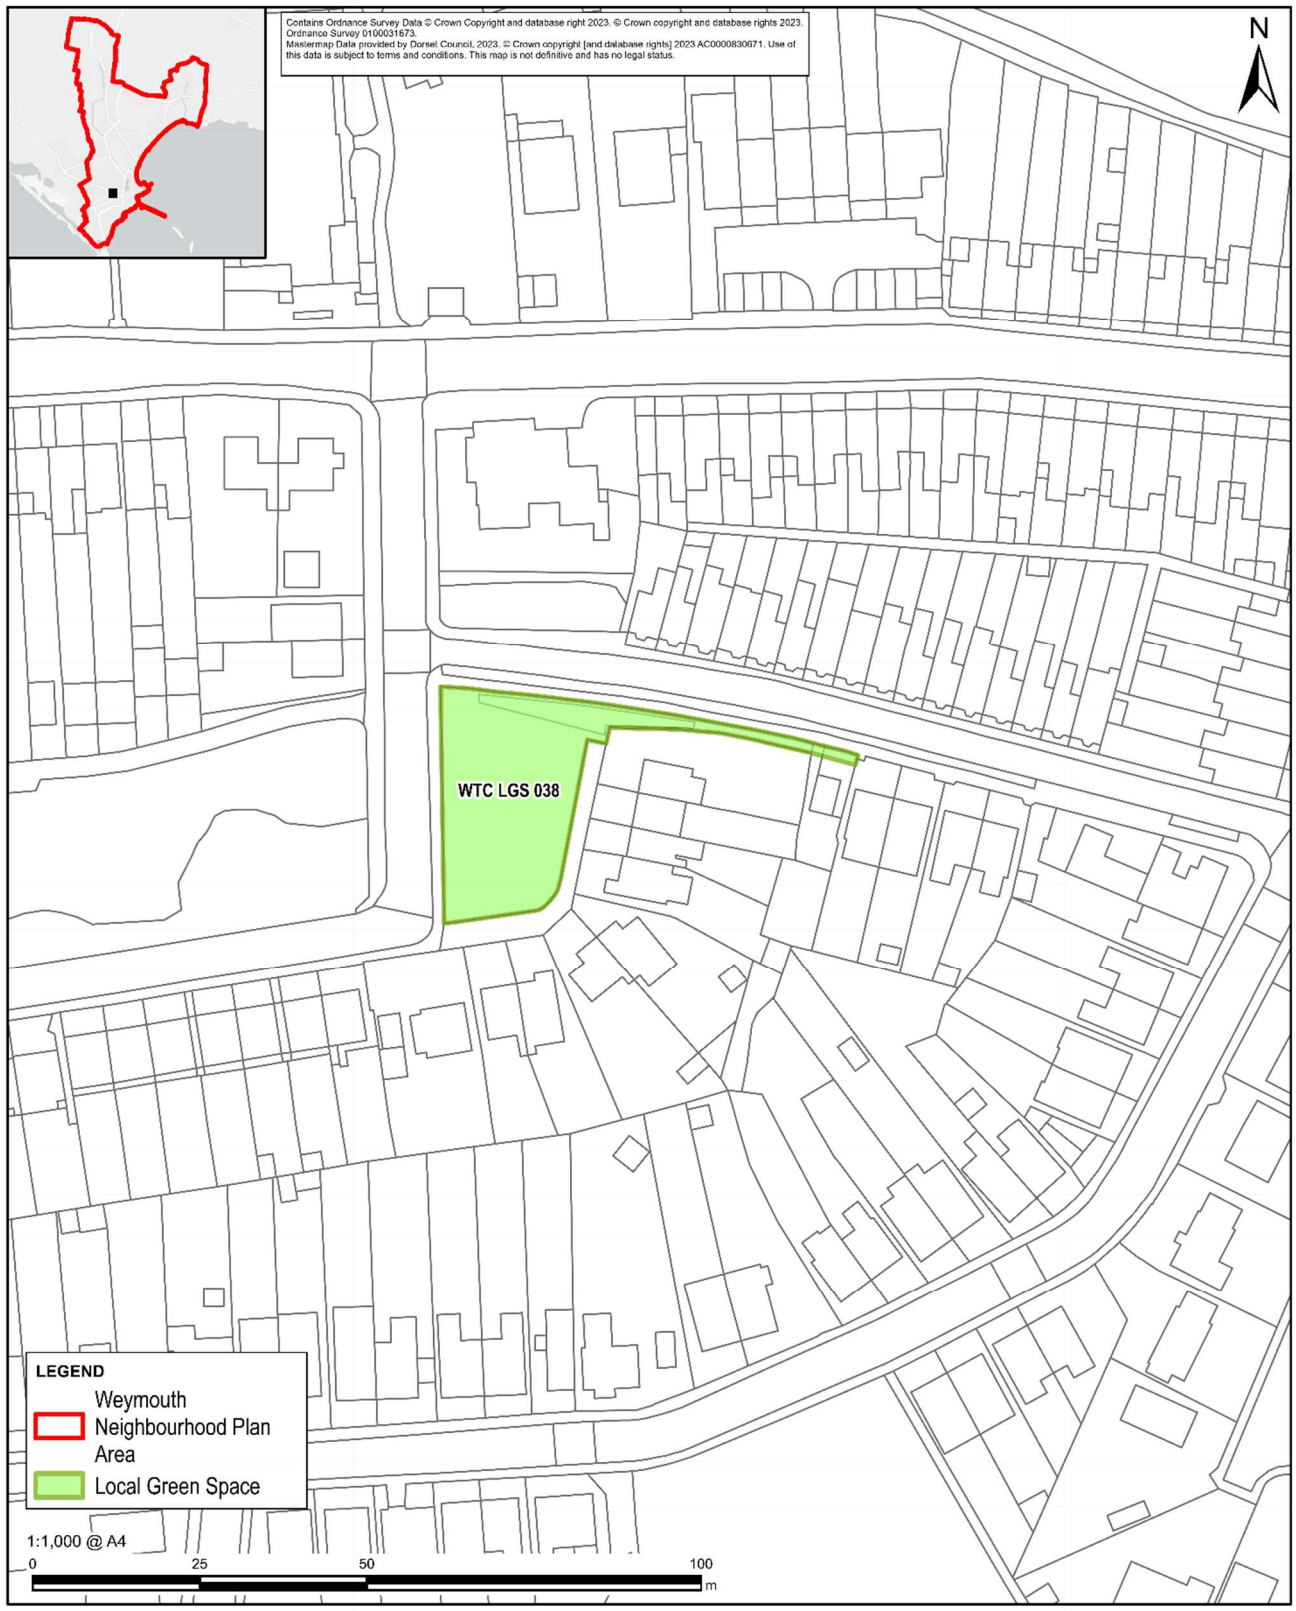 Contains Ordnance Survey Data © Crown Copyright and database right 2023. © Crown copyright and database rights 2023.
Ordnance Survey 0100031673.
Mastermap Data provided by Dorset Council, 2023. © Crown copyright [and database rights] 2023 AC0000830671. Use of
this data is subject to terms and conditions. This map is not definitive and has no legal status.
N
WTC LGS 038
LEGEND
Weymouth
Neighbourhood Plan
Area
Local Green Space
1:1,000 @ A4
0 25 50 100
m